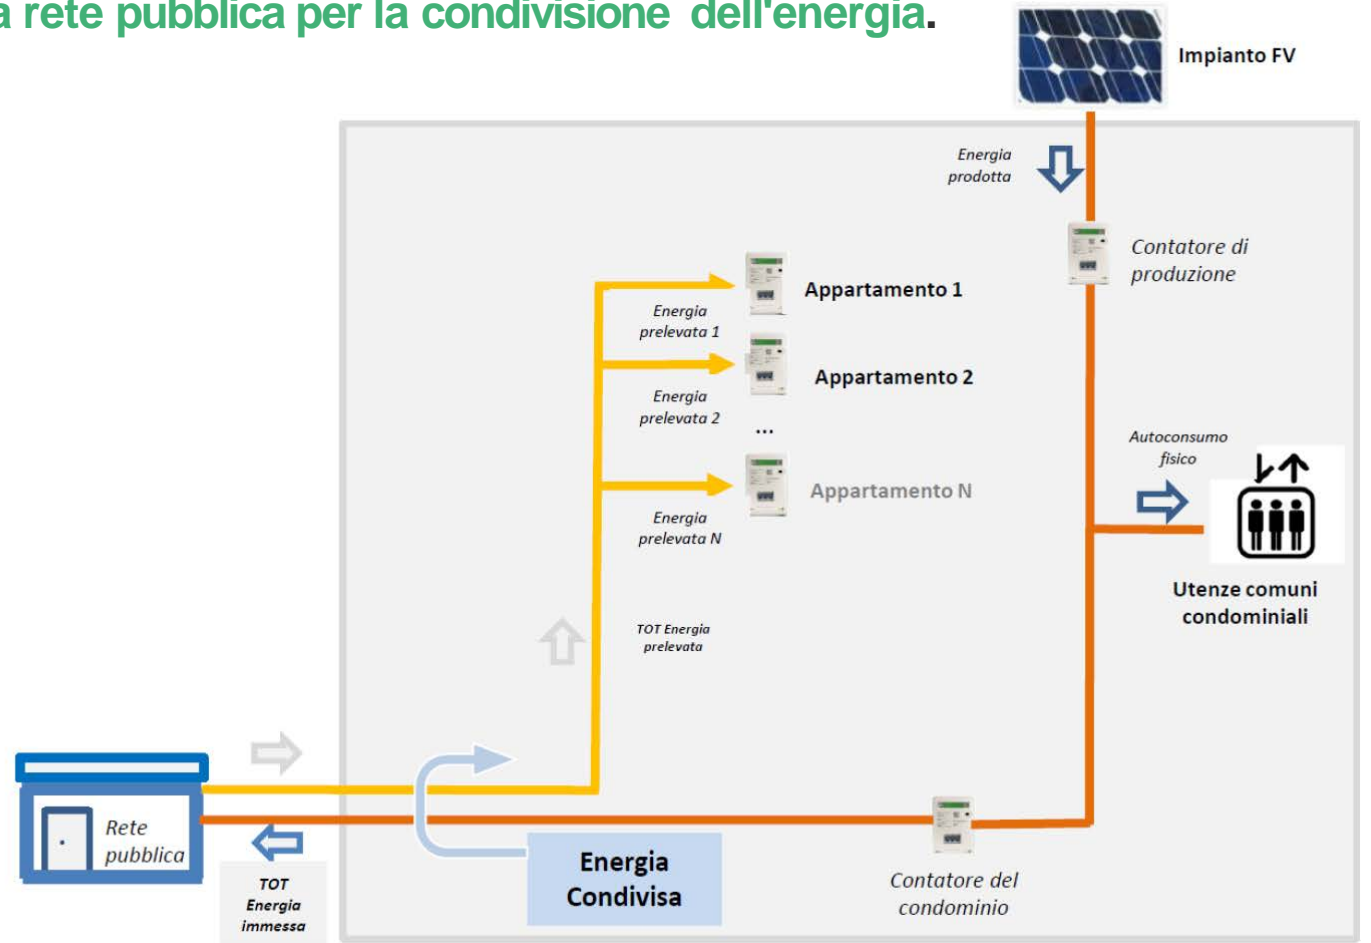 a rete pubblica per la condivisione dell'energia.
Impianto FV
Energia
prodotta
Contatore di
produzione
Appartamento 1
Energia
prelevata 1
Appartamento 2
Energia
prelevata 2
...
Autoconsumo
fisico
Appartamento N
Energia
prelevata N
Utenze comuni
condominiali
TOT Energia
prelevata
Rete
pubblica
TOT
Energia
immessa
Energia
Condivisa
Contatore del
condominio